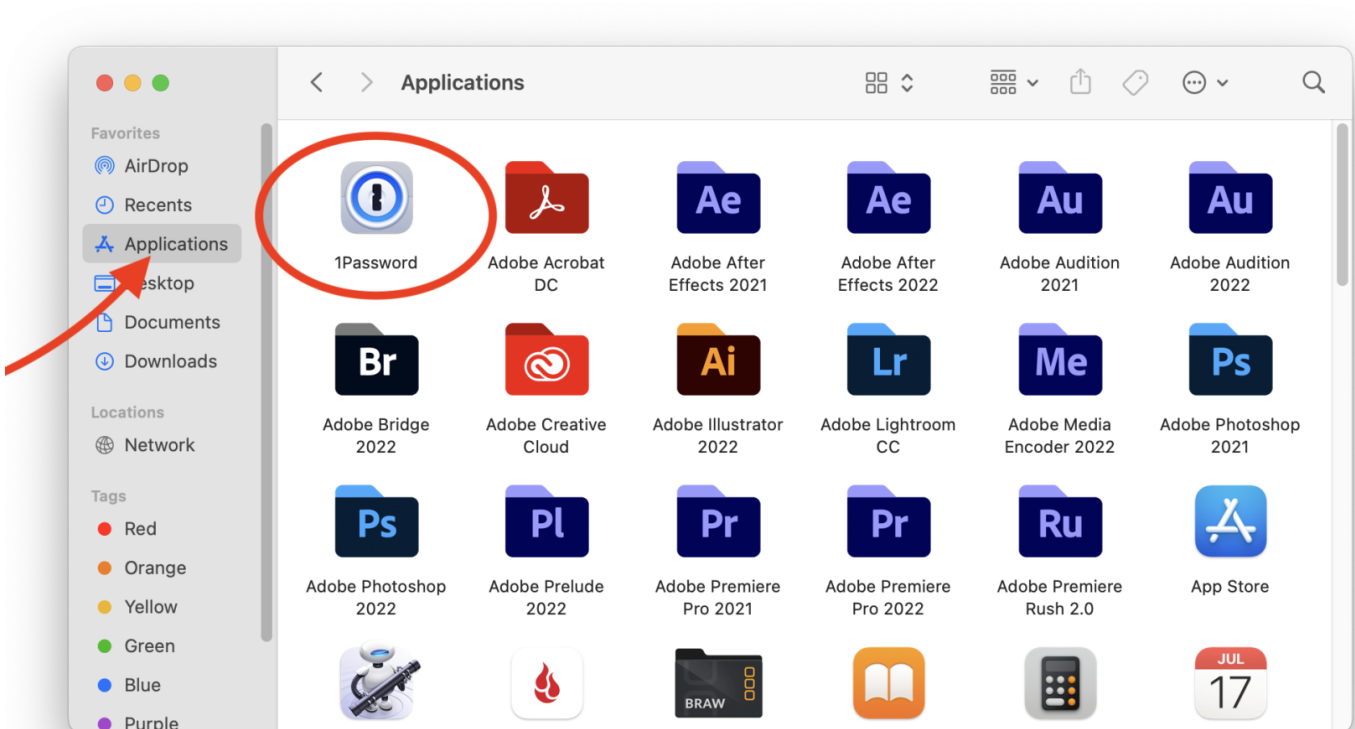 Applications
Favorites
AirDrop
Recents
Applications
Desktop
Documents
Downloads
Locations
Network
Tags
Red
Orange
Yellow
Green
Blue
Purple
1Password
Adobe Acrobat
DC
Ae
Adobe After
Effects 2021
Ae
Adobe After
Effects 2022
Au
Adobe Audition
2021
Au
Adobe Audition
2022
Br
Adobe Bridge
2022
Adobe Creative
Cloud
Ai
Adobe Illustrator
2022
Lr
Adobe Lightroom
CC
Me
Adobe Media
Encoder 2022
Ps
Adobe Photoshop
2021
Ps
Adobe Photoshop
2022
Pl
Adobe Prelude
2022
Pr
Adobe Premiere
Pro 2021
Pr
Adobe Premiere
Pro 2022
Ru
Adobe Premiere
Rush 2.0
App Store
BRAW
JUL
17